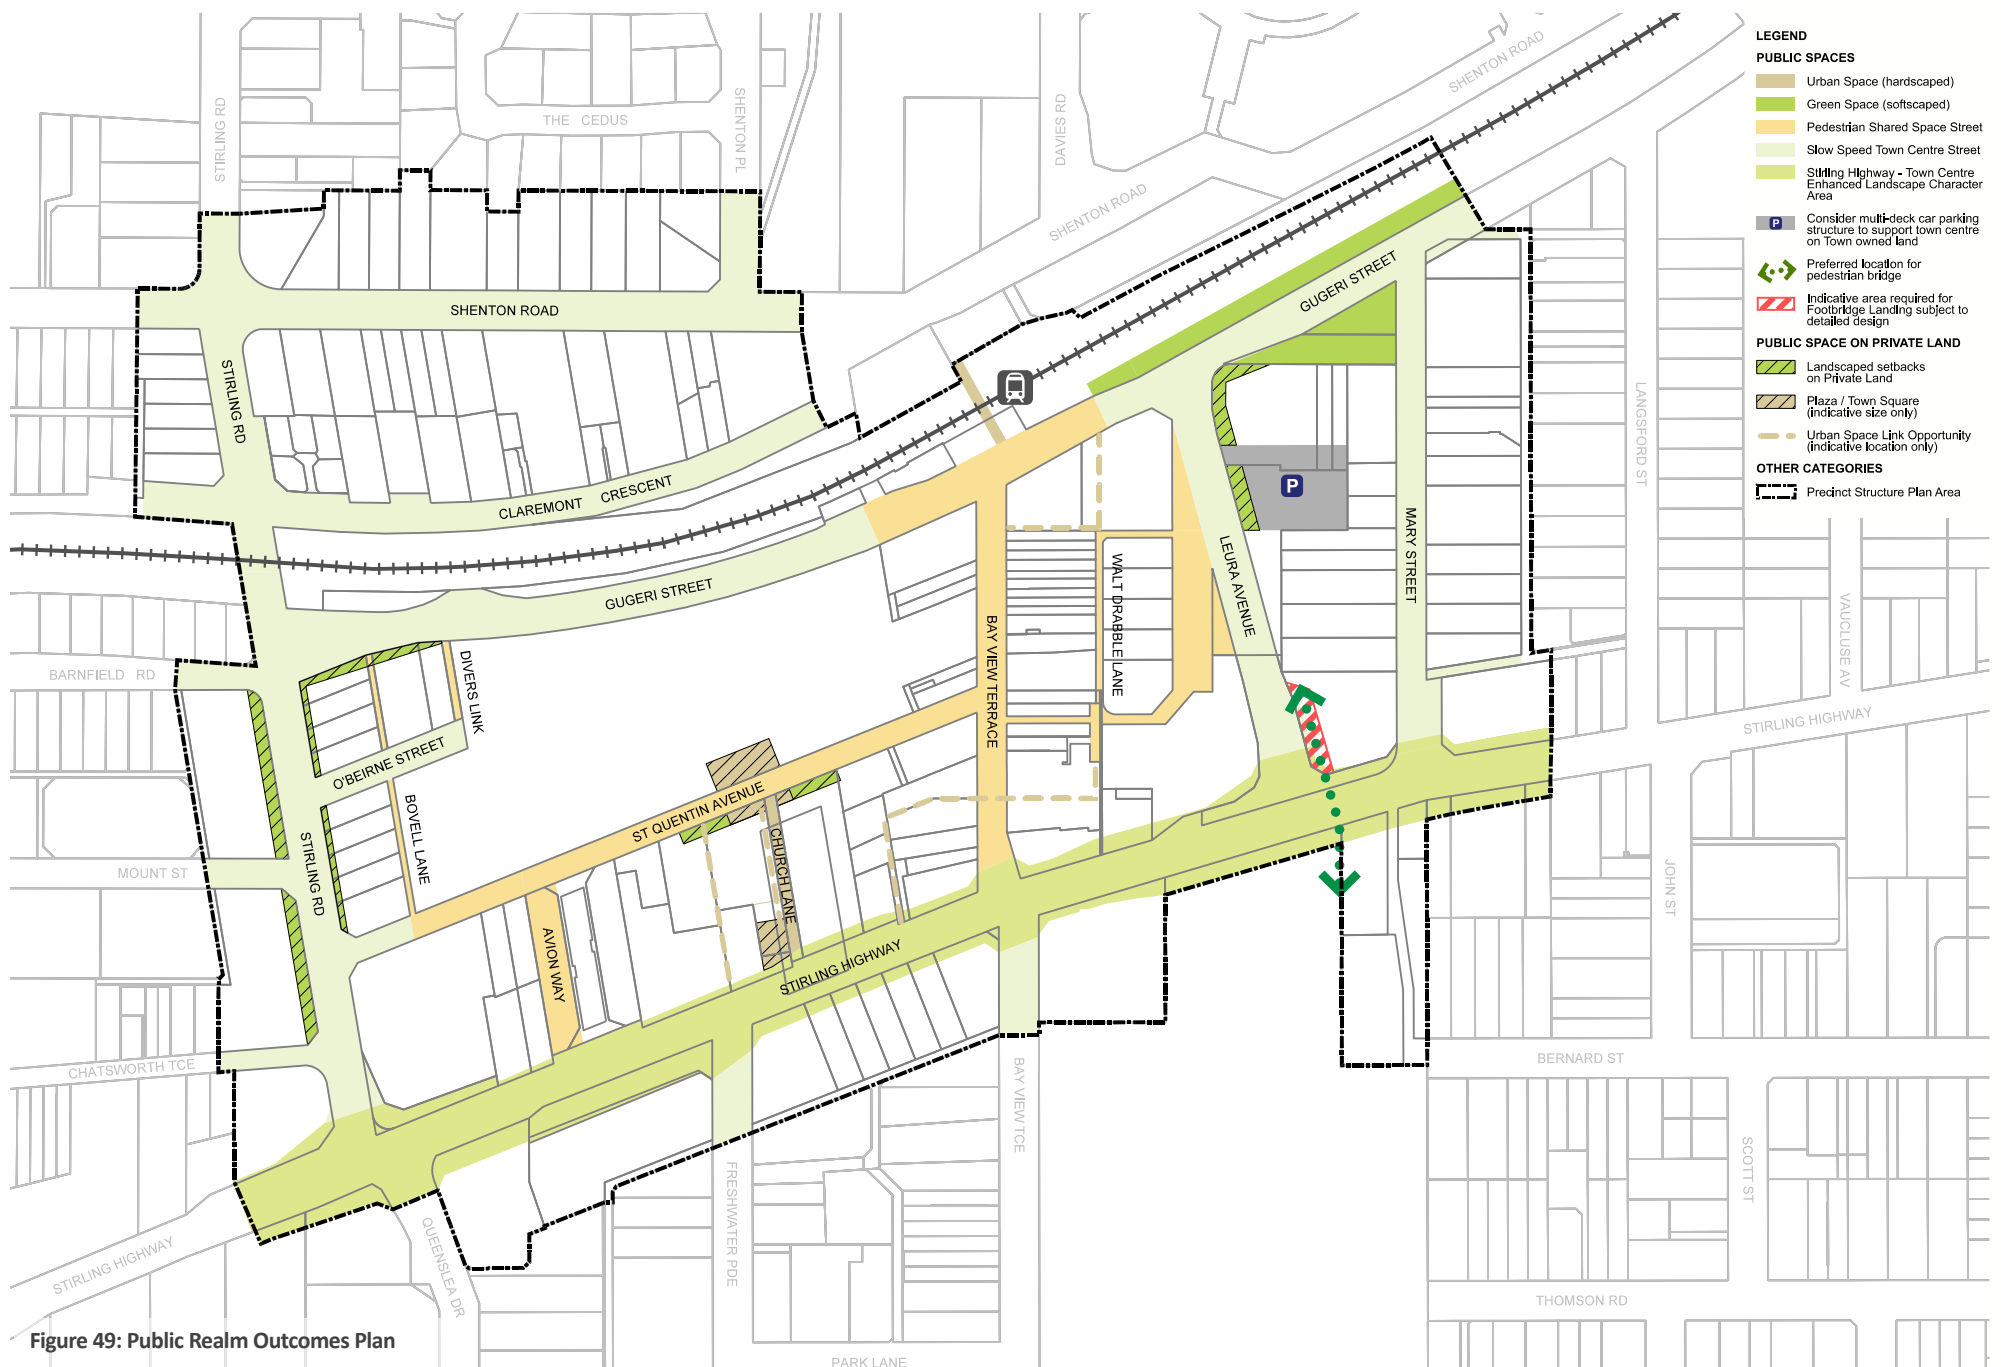 STIRLING RD
THE CEDUS
SHENTON PL
DAVIES RD
SHENTON ROAD
SHENTON ROAD
LEGEND
PUBLIC SPACES
Urban Space (hardscaped)
Green Space (softscaped)
Pedestrian Shared Space Street
Slow Speed Town Centre Street
Stirling Highway - Town Centre
Enhanced Landscape Character
Area
P
Consider multi-deck car parking
structure to support town centre
on Town owned land
Preferred location for
pedestrian bridge
Indicative area required for
Footbridge Landing subject to
detailed design
PUBLIC SPACE ON PRIVATE LAND
Landscaped setbacks
on Private Land
Plaza / Town Square
(indicative size only)
Urban Space Link Opportunity
(indicative location only)
OTHER CATEGORIES
Precinct Structure Plan Area
SHENTON ROAD
GUGERI STREET
STIRLING RD
LANGSFORD ST
CLAREMONT CRESCENT
P
MARY STREET
LEURA AVENUE
WALT DRABBLE LANE
GUGERI STREET
BAY VIEW TERRACE
VAUCLUSE AV
BARNFIELD RD
DIVERS LINK
STIRLING HIGHWAY
O'BEIRNE STREET
BOVELL LANE
ST QUENTIN AVENUE
CHURCH LANE
STIRLING RD
MOUNT ST
JOHN ST
AVION WAY
STIRLING HIGHWAY
CHATSWORTH TCE
BERNARD ST
BAY VIEW TCE
SCOTT ST
FRESHWATER PDE
QUEENSLEA DR
STIRLING HIGHWAY
THOMSON RD
Figure 49: Public Realm Outcomes Plan
PARK LANE